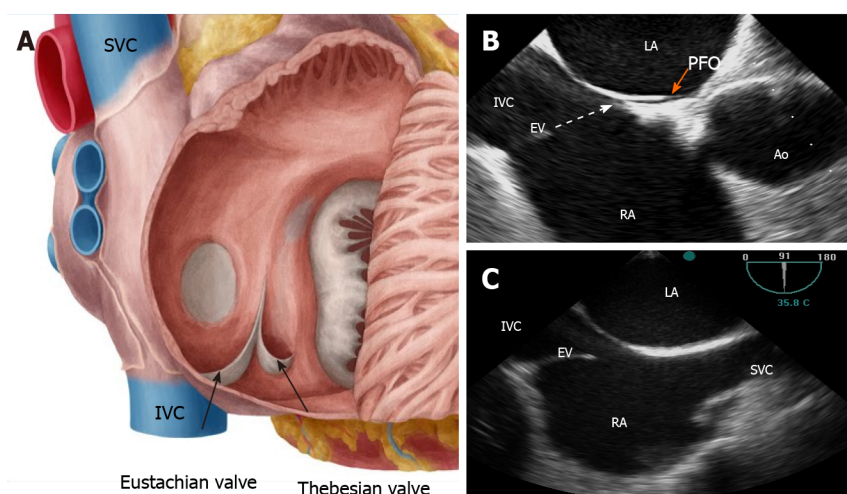 A
SVC
IVC
Eustachian valve
Thebesian valve
B
LA
PFO
IVC
EV
Ao
RA
C
0 91 180
35.8 C
LA
IVC
EV
SVC
RA